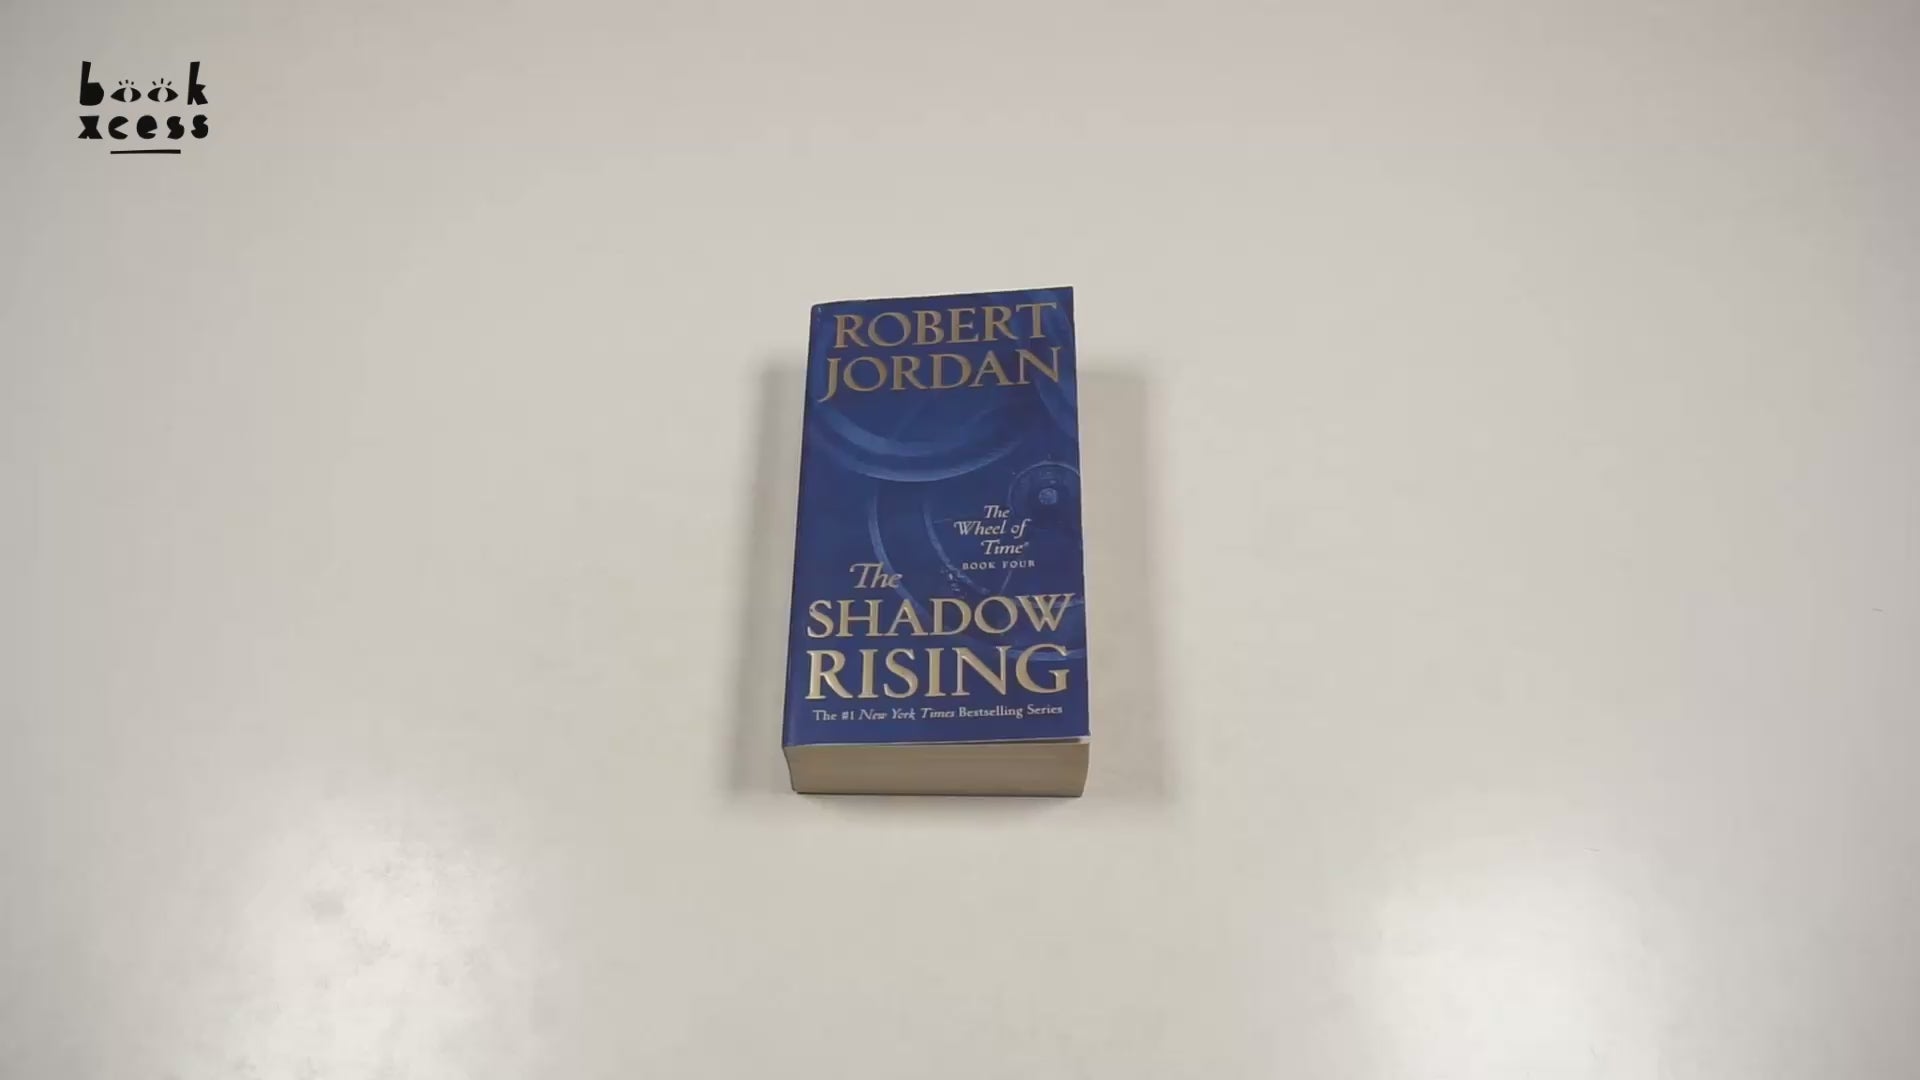 book
xcess
ROBERT
JORDAN
The
Wheel of
Time®
BOOK FOUR
The
SHADOW
RISING
The #1 New York Times Bestselling Series